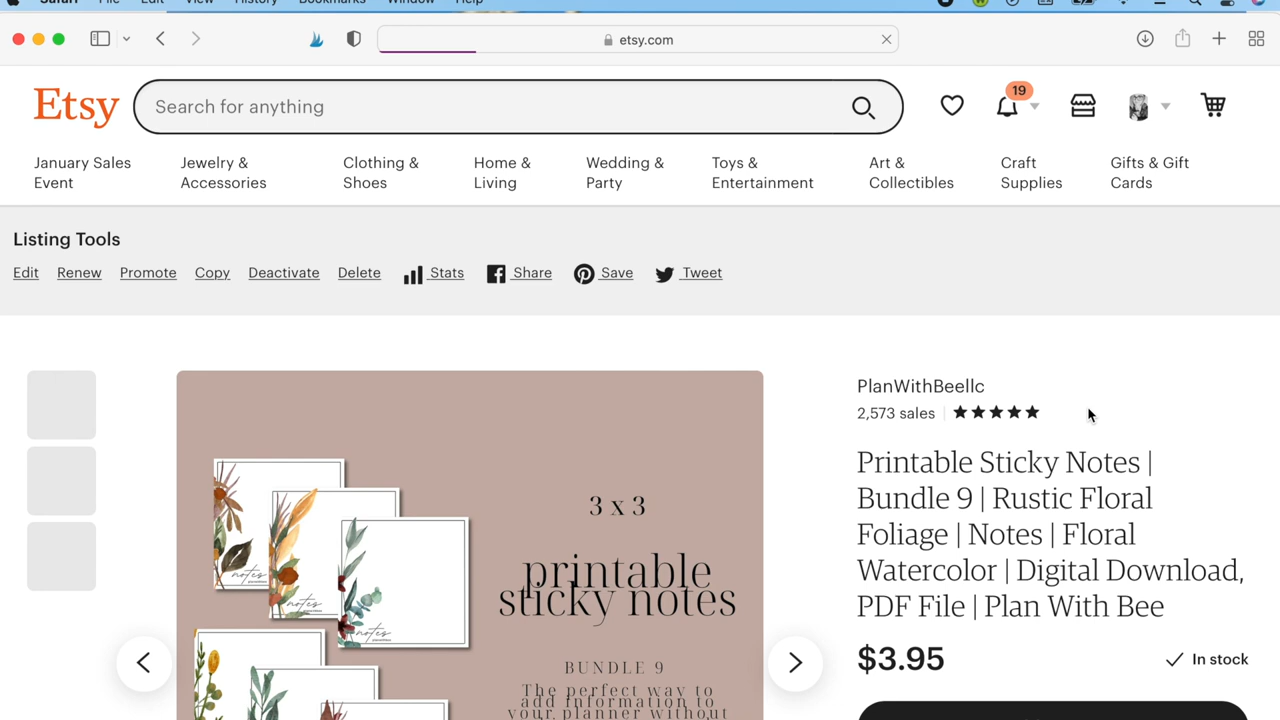 Safari File Edit View History Bookmarks Window Help
etsy.com
Etsy
Search for anything
19
January Sales Event
Jewelry & Accessories
Clothing & Shoes
Home & Living
Wedding & Party
Toys & Entertainment
Art & Collectibles
Craft Supplies
Gifts & Gift Cards
Listing Tools
Edit Renew Promote Copy Deactivate Delete Stats Share Save Tweet
PlanWithBeellc
2,573 sales
Printable Sticky Notes |
Bundle 9 | Rustic Floral
Foliage | Notes | Floral
Watercolor | Digital Download,
PDF File | Plan With Bee
$3.95
In stock
3 x 3
printable
sticky notes
BUNDLE 9
The perfect way to
add information to
your planner without
notes
notes
notes